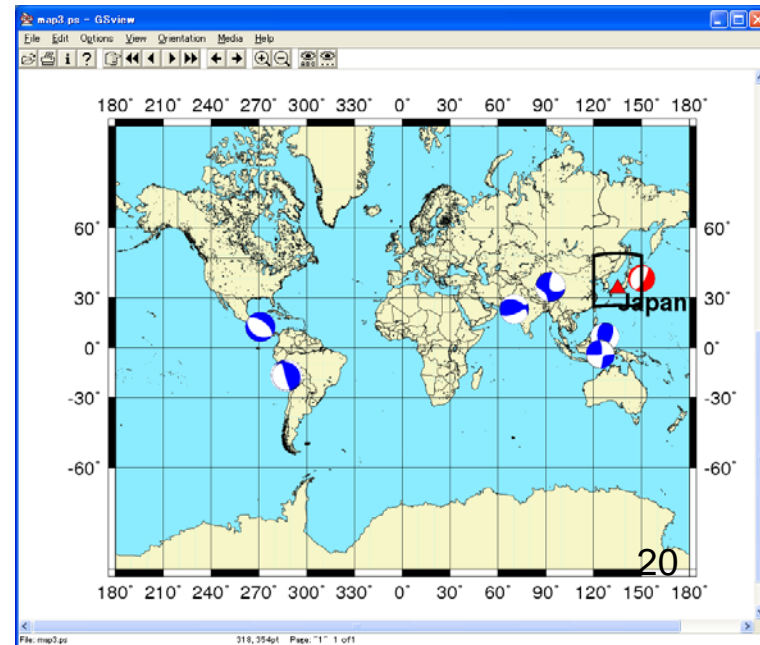 map3.ps - GSview
File Edit Options View Orientation Media Help
180° 210° 240° 270° 300° 330° 0° 30° 60° 90° 120° 150° 180°
60° 60°
30° 30°
Japan
0° 0°
-30° -30°
-60° -60°
20
180° 210° 240° 270° 300° 330° 0° 30° 60° 90° 120° 150° 180°
File: map3.ps 318, 354pt Page: "1" 1 of 1